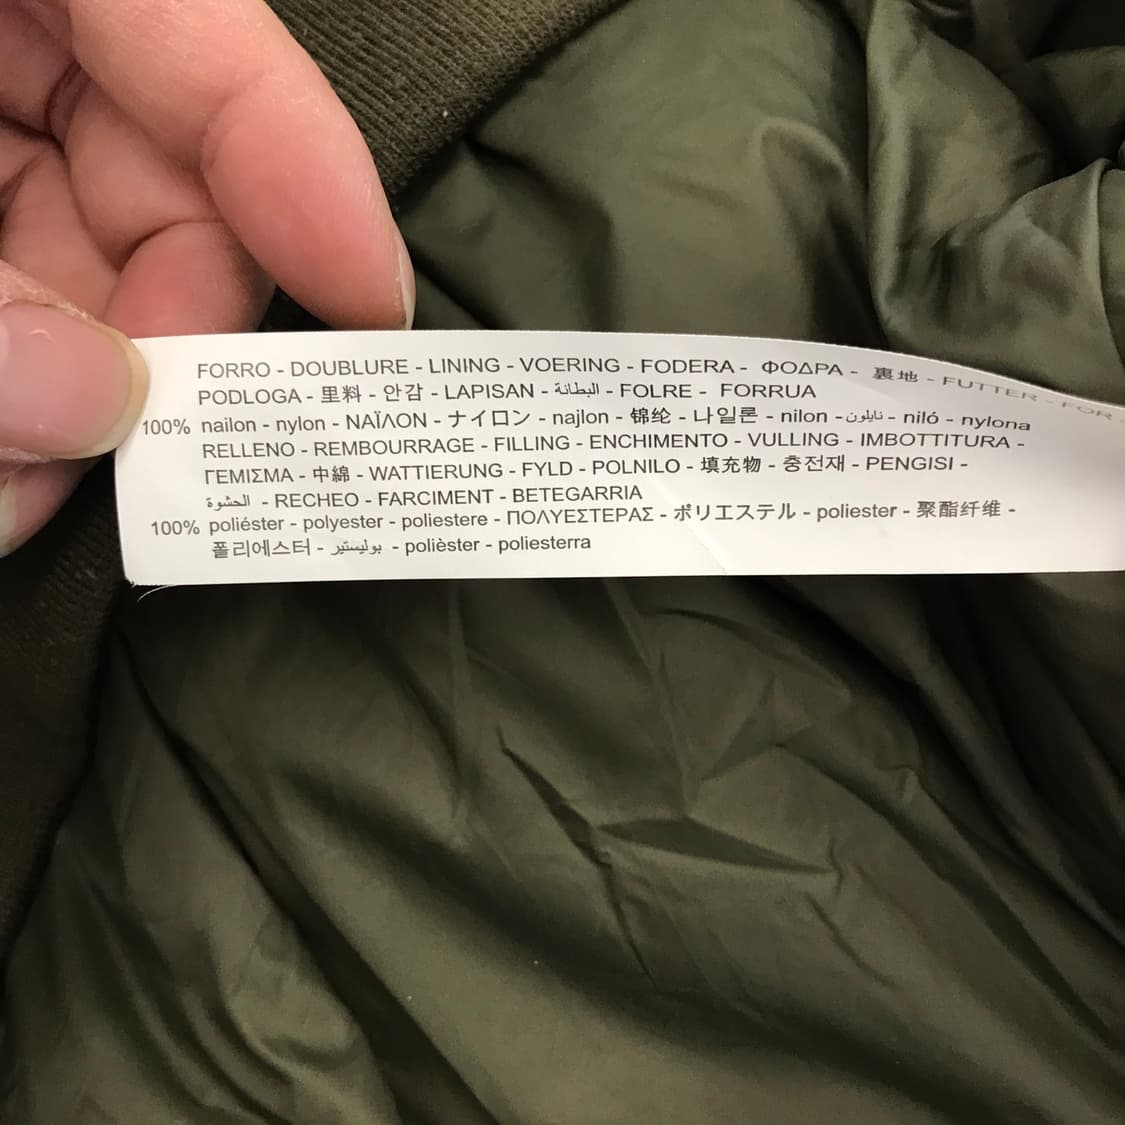 FORRO - DOUBLURE - LINING - VOERING - FODERA - ΦΟΔΡΑ - 裏地 - FUTTER - FOR
PODLOGA - 里料 - 안감 - LAPISAN - البطانة - FOLRE - FORRUA
100% nailon - nylon - ΝΑΪΛΟΝ - ナイロン - najlon - 锦纶 - 나일론 - nilon - نايلون - niló - nylona
RELLENO - REMBOURRAGE - FILLING - ENCHIMENTO - VULLING - IMBOTTITURA -
ΓΕΜΙΣΜΑ - 中綿 - WATTIERUNG - FYLD - POLNILO - 填充物 - 충전재 - PENGISI -
الحشوة - RECHEO - FARCIMENT - BETEGARRIA
100% poliéster - polyester - poliestere - ΠΟΛΥΕΣΤΕΡΑΣ - ポリエステル - poliester - 聚酯纤维 -
폴리에스터 - بوليستير - polièster - poliesterra